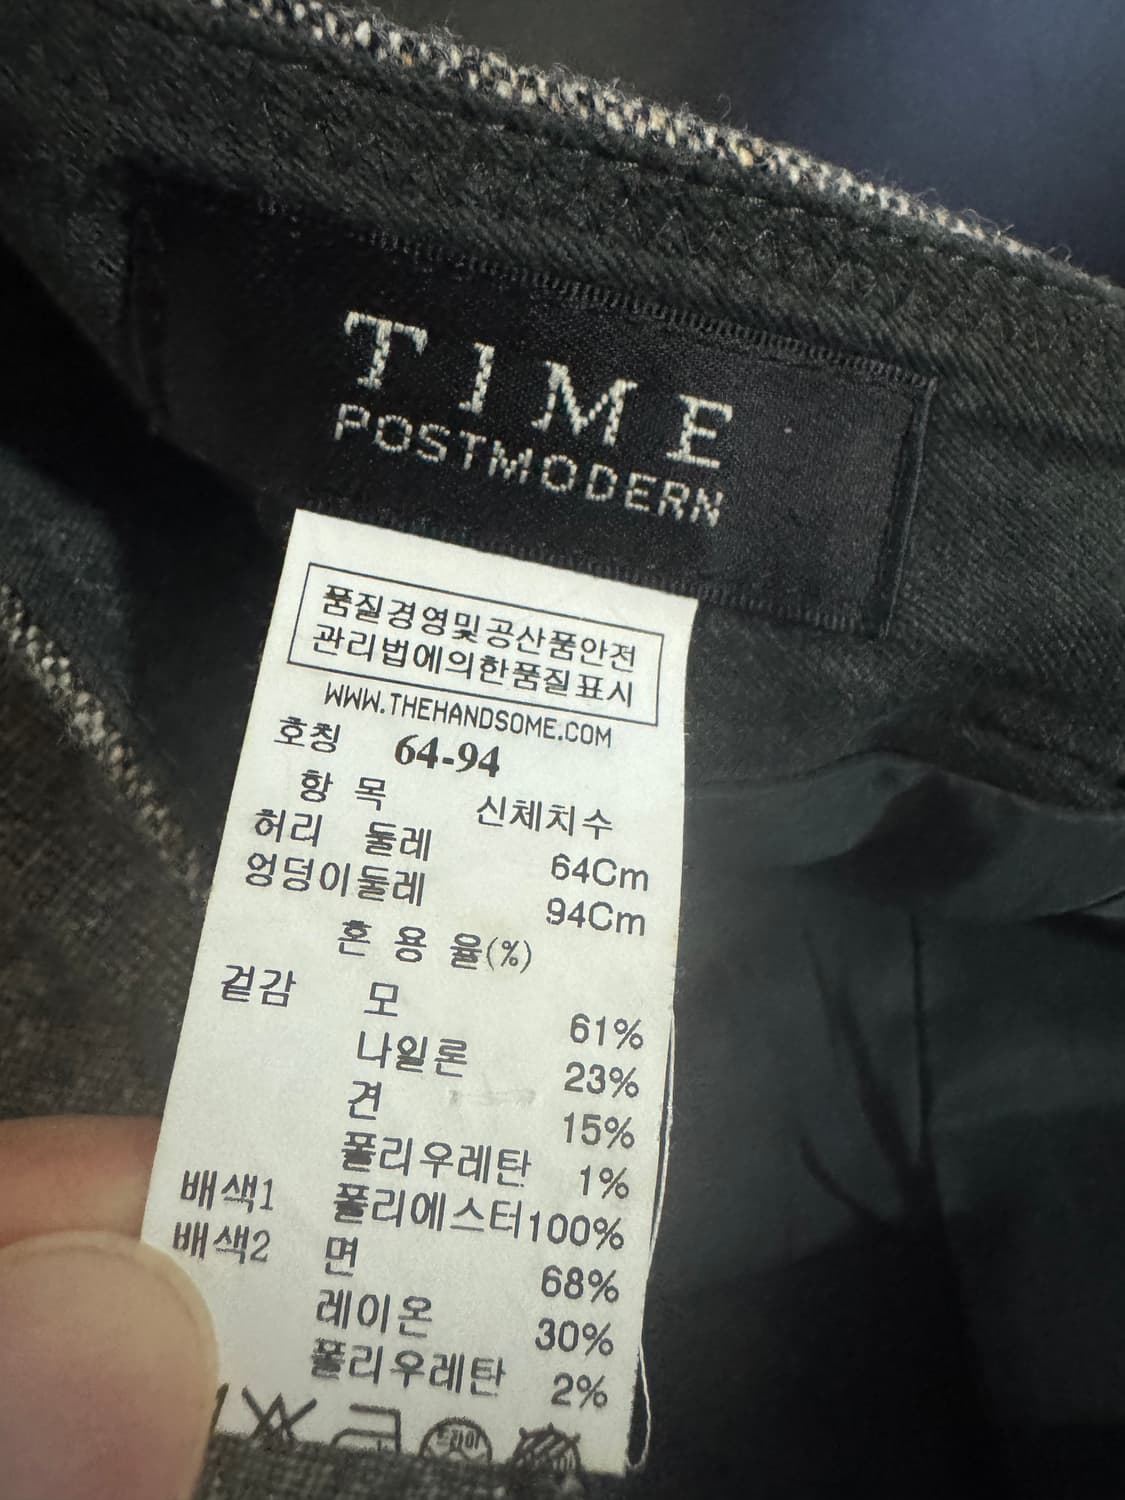 TIME
POSTMODERN
품질경영및공산품안전
관리법에의한품질표시
WWW.THEHANDSOME.COM
호칭 64-94
항 목 신체치수
허리 둘레 64Cm
엉덩이둘레 94Cm
혼 용 율(%)
겉감 모 61%
나일론 23%
견 15%
폴리우레탄 1%
배색1 폴리에스터100%
배색2 면 68%
레이온 30%
폴리우레탄 2%
드라이